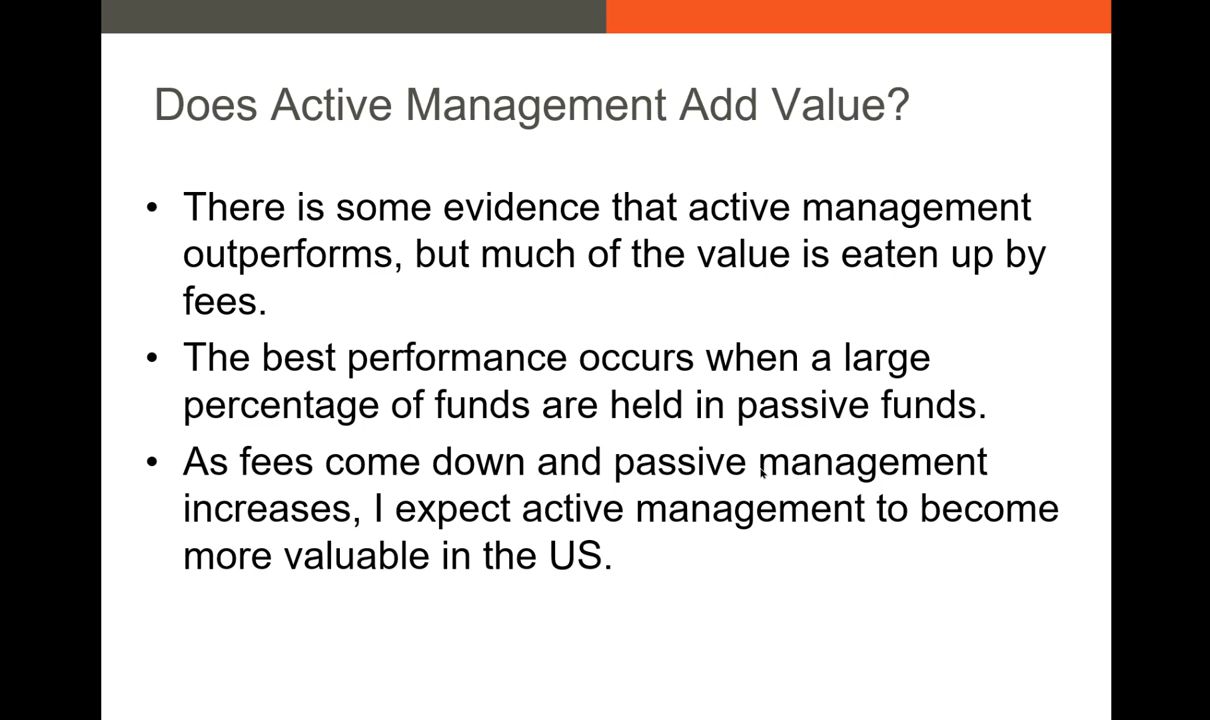 Does Active Management Add Value?
• There is some evidence that active management
outperforms, but much of the value is eaten up by
fees.
• The best performance occurs when a large
percentage of funds are held in passive funds.
• As fees come down and passive management
increases, I expect active management to become
more valuable in the US.